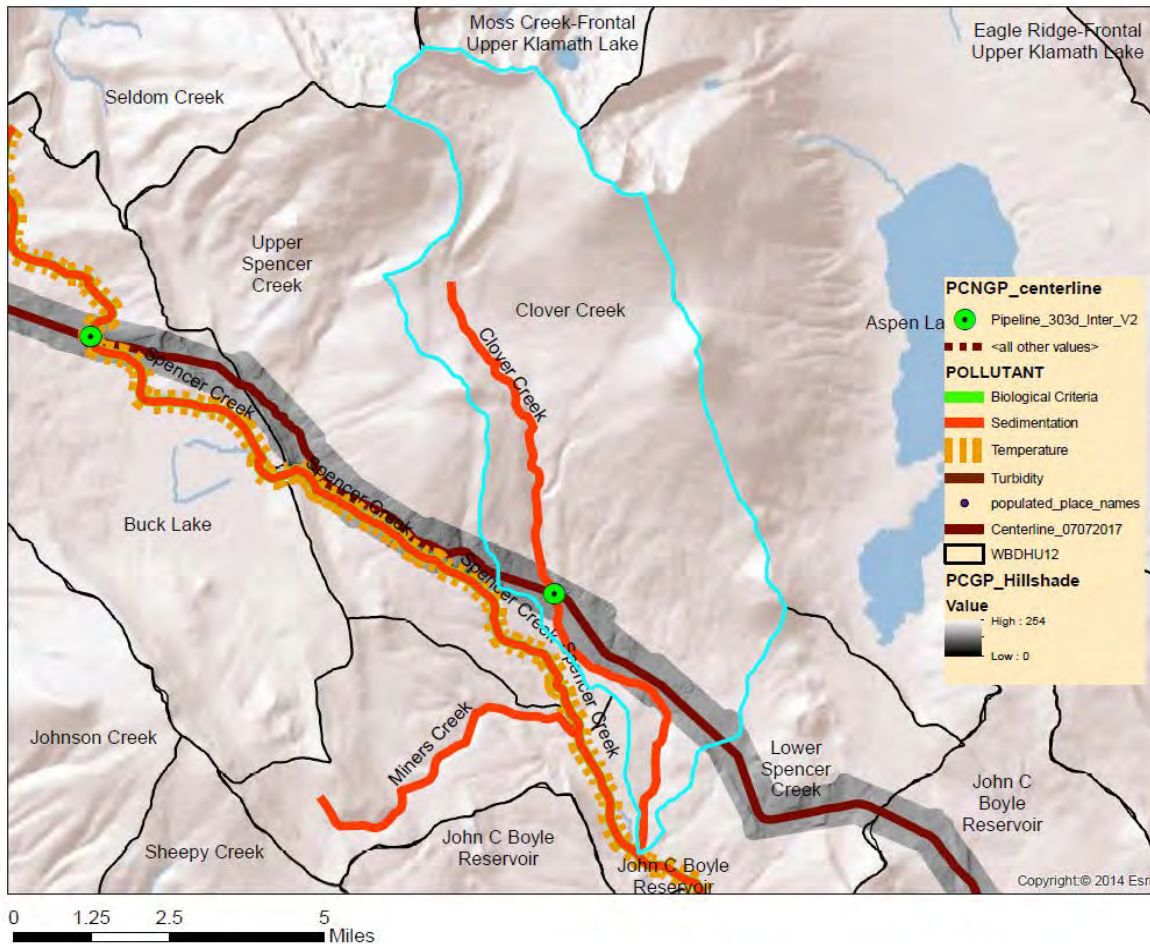 Moss Creek-Frontal
Upper Klamath Lake
Eagle Ridge-Frontal
Upper Klamath Lake
Seldom Creek
Upper
Spencer
Creek
Clover Creek
Aspen La
Clover Creek
Spencer Creek
Spencer Creek
Spencer Creek
Spencer Creek
Buck Lake
Miners Creek
Johnson Creek
Sheepy Creek
John C Boyle
Reservoir
John C Boyle
Reservoir
Lower
Spencer
Creek
John C
Boyle
Reservoir
PCNGP_centerline
Pipeline_303d_Inter_V2
<all other values>
POLLUTANT
Biological Criteria
Sedimentation
Temperature
Turbidity
populated_place_names
Centerline_07072017
WBDHU12
PCGP_Hillshade
Value
High : 254
Low : 0
Copyright:© 2014 Esri
0 1.25 2.5 5
Miles